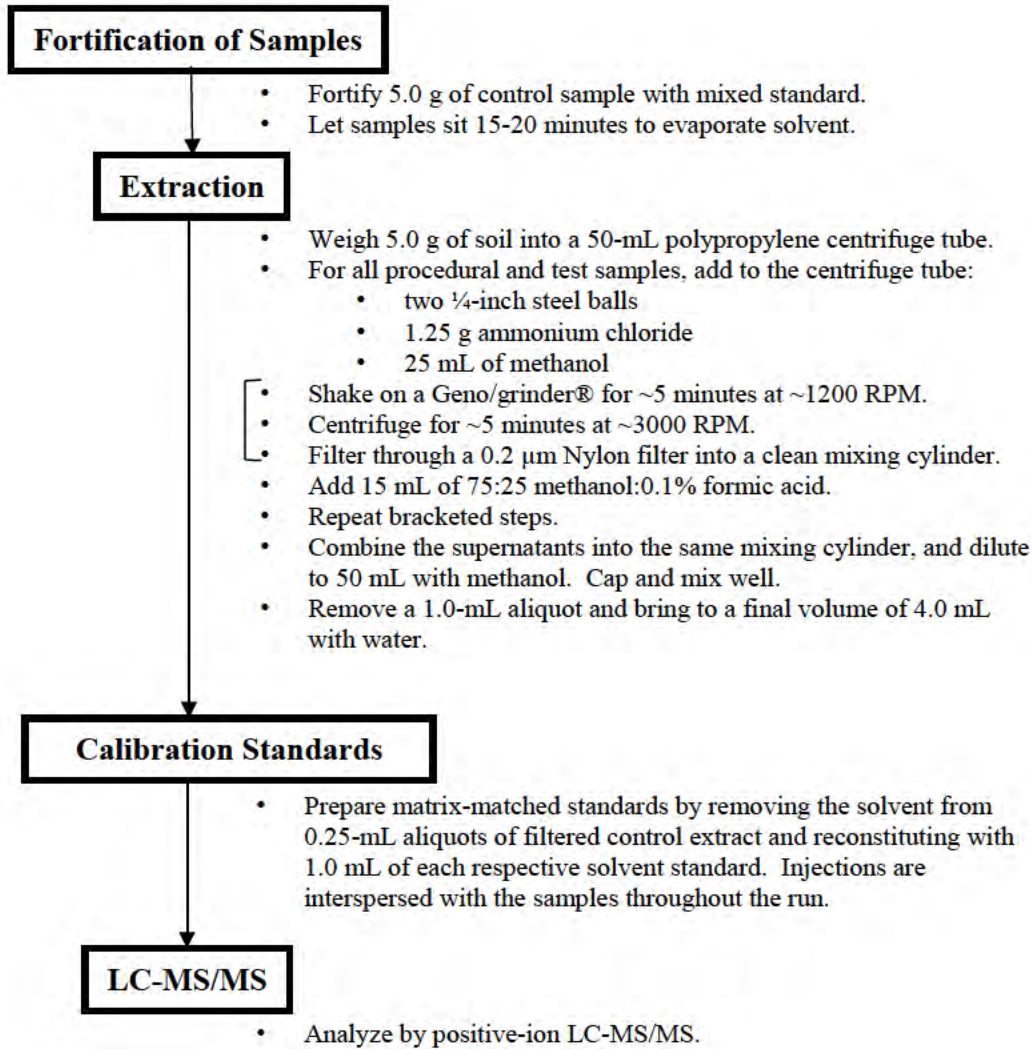 Fortification of Samples
• Fortify 5.0 g of control sample with mixed standard.
• Let samples sit 15-20 minutes to evaporate solvent.
Extraction
• Weigh 5.0 g of soil into a 50-mL polypropylene centrifuge tube.
• For all procedural and test samples, add to the centrifuge tube:
• two ¼-inch steel balls
• 1.25 g ammonium chloride
• 25 mL of methanol
• Shake on a Geno/grinder® for ~5 minutes at ~1200 RPM.
• Centrifuge for ~5 minutes at ~3000 RPM.
• Filter through a 0.2 µm Nylon filter into a clean mixing cylinder.
• Add 15 mL of 75:25 methanol:0.1% formic acid.
• Repeat bracketed steps.
• Combine the supernatants into the same mixing cylinder, and dilute
to 50 mL with methanol. Cap and mix well.
• Remove a 1.0-mL aliquot and bring to a final volume of 4.0 mL
with water.
Calibration Standards
• Prepare matrix-matched standards by removing the solvent from
0.25-mL aliquots of filtered control extract and reconstituting with
1.0 mL of each respective solvent standard. Injections are
interspersed with the samples throughout the run.
LC-MS/MS
• Analyze by positive-ion LC-MS/MS.